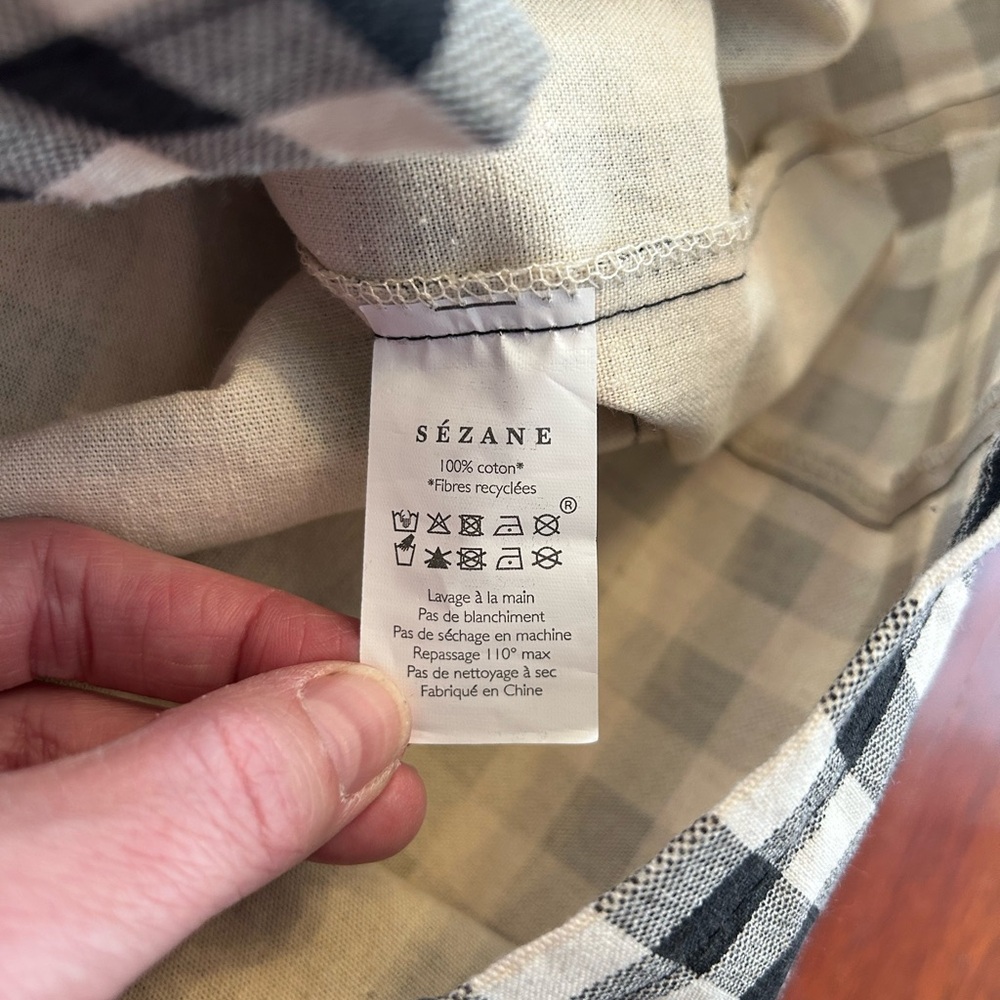 SÉZANE
100% coton*
*Fibres recyclées
®
Lavage à la main
Pas de blanchiment
Pas de séchage en machine
Repassage 110° max
Pas de nettoyage à sec
Fabriqué en Chine